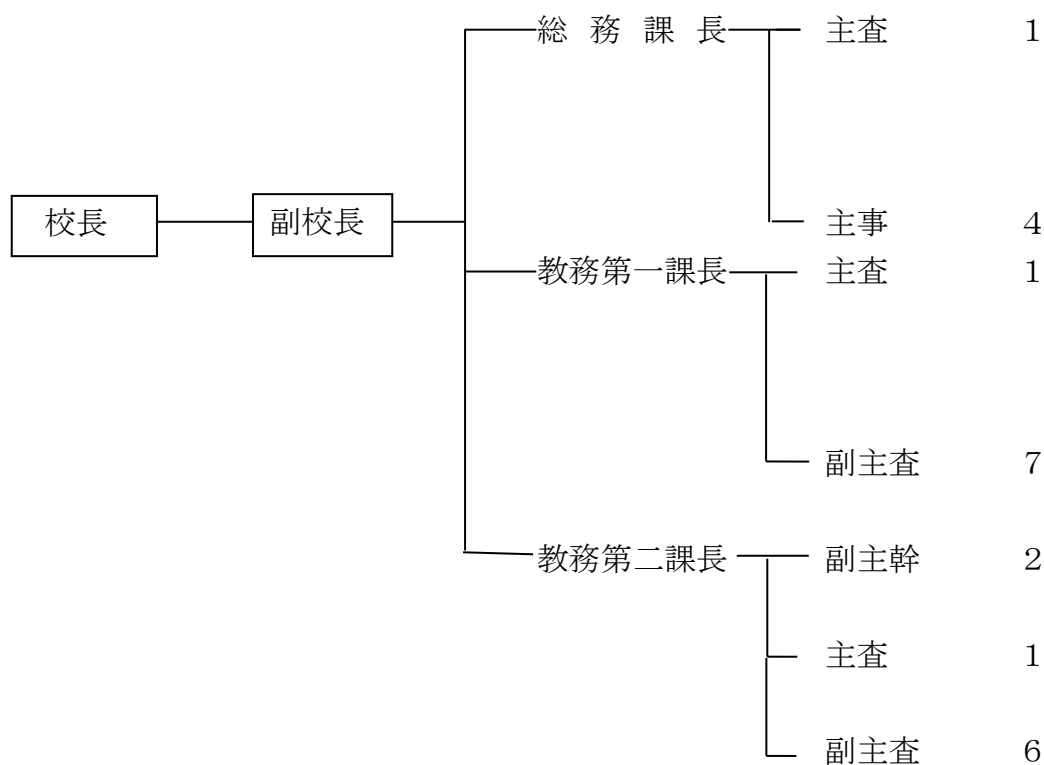 総務課長 主査 1
校長 副校長 主事 4
教務第一課長 主査 1
副主査 7
教務第二課長 副主幹 2
主査 1
副主査 6